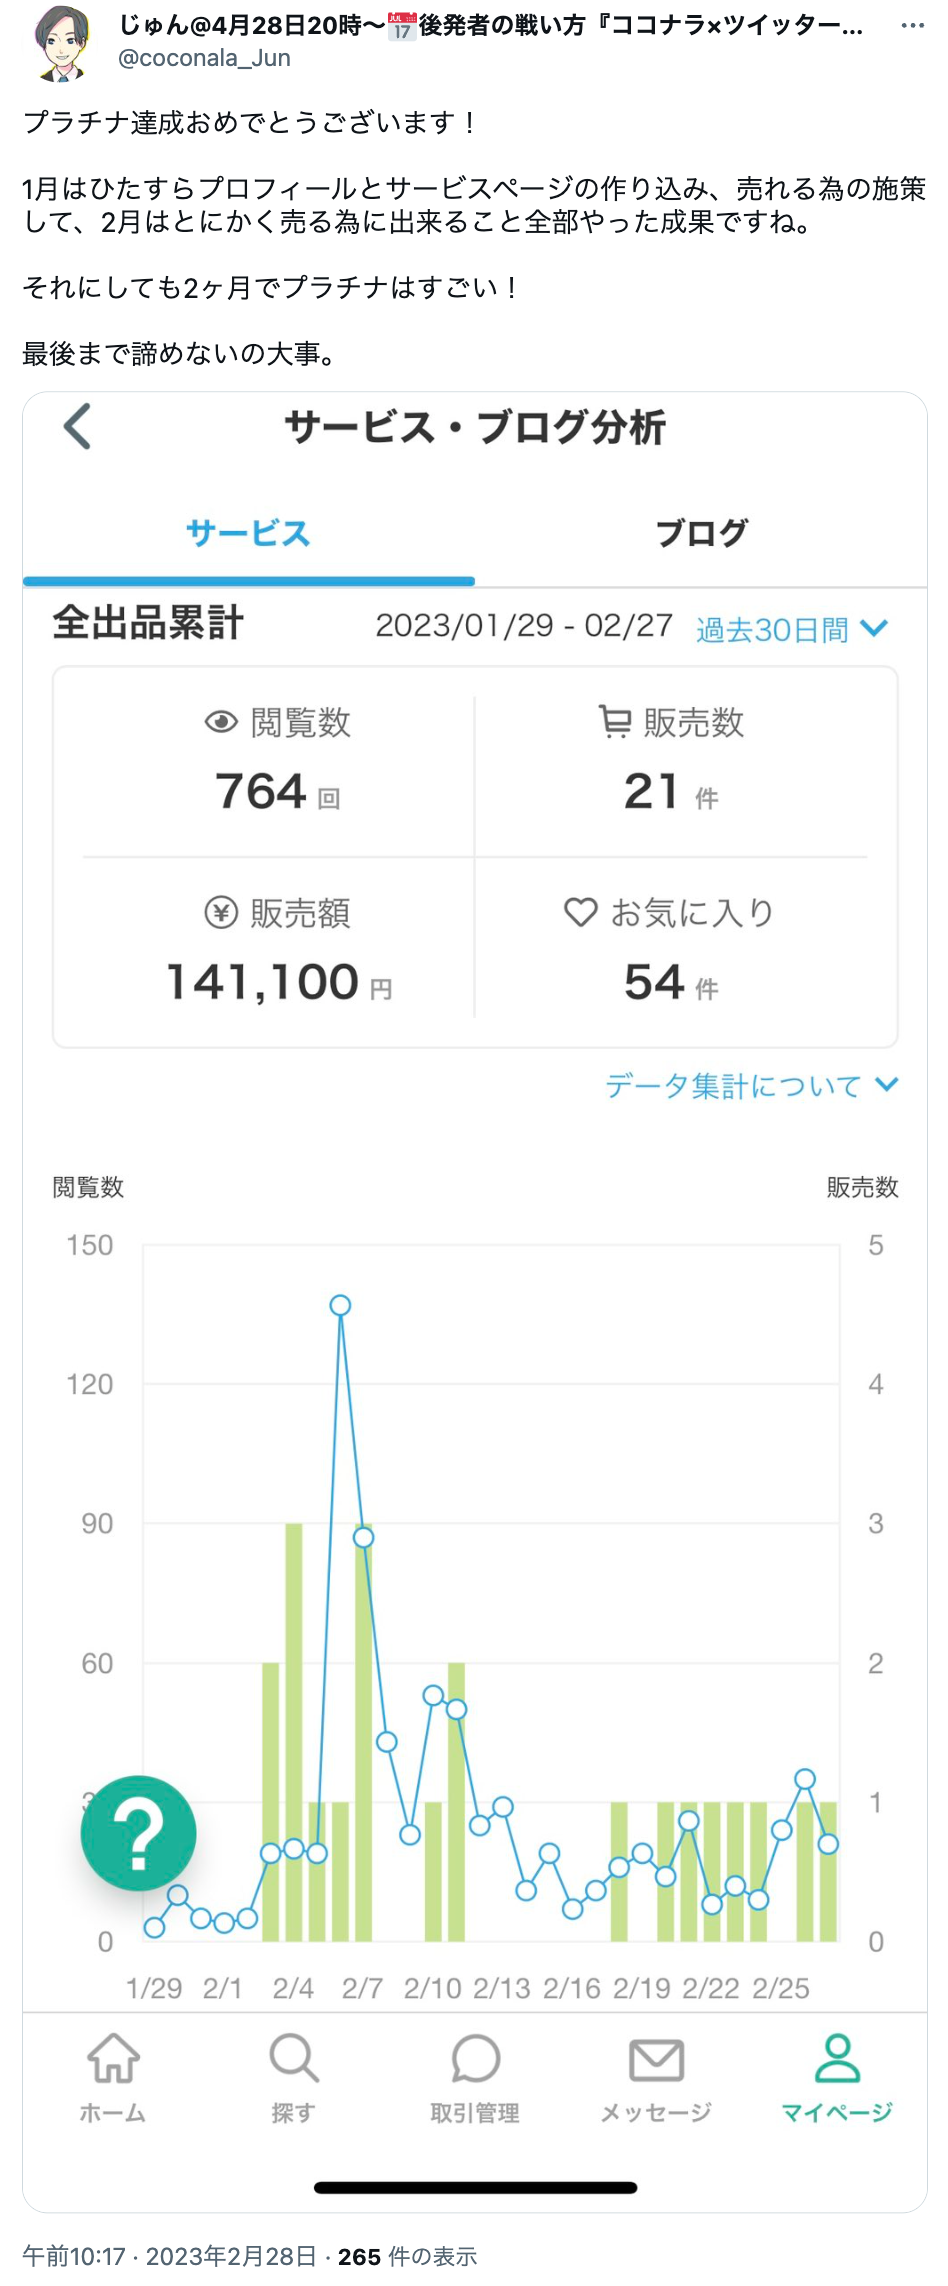 じゅん@4月28日20時〜📅後発者の戦い方『ココナラ×ツイッター...
@coconala_Jun
プラチナ達成おめでとうございます！
1月はひたすらプロフィールとサービスページの作り込み、売れる為の施策
して、2月はとにかく売る為に出来ること全部やった成果ですね。
それにしても2ヶ月でプラチナはすごい！
最後まで諦めないの大事。
サービス・ブログ分析
サービス ブログ
全出品累計 2023/01/29 - 02/27 過去30日間
閲覧数 販売数
764 回 21 件
販売額 お気に入り
141,100 円 54 件
データ集計について
閲覧数 販売数
150 5
120 4
90 3
60 2
3 1
?
0 0
1/29 2/1 2/4 2/7 2/10 2/13 2/16 2/19 2/22 2/25
ホーム 探す 取引管理 メッセージ マイページ
午前10:17 · 2023年2月28日 · 265 件の表示